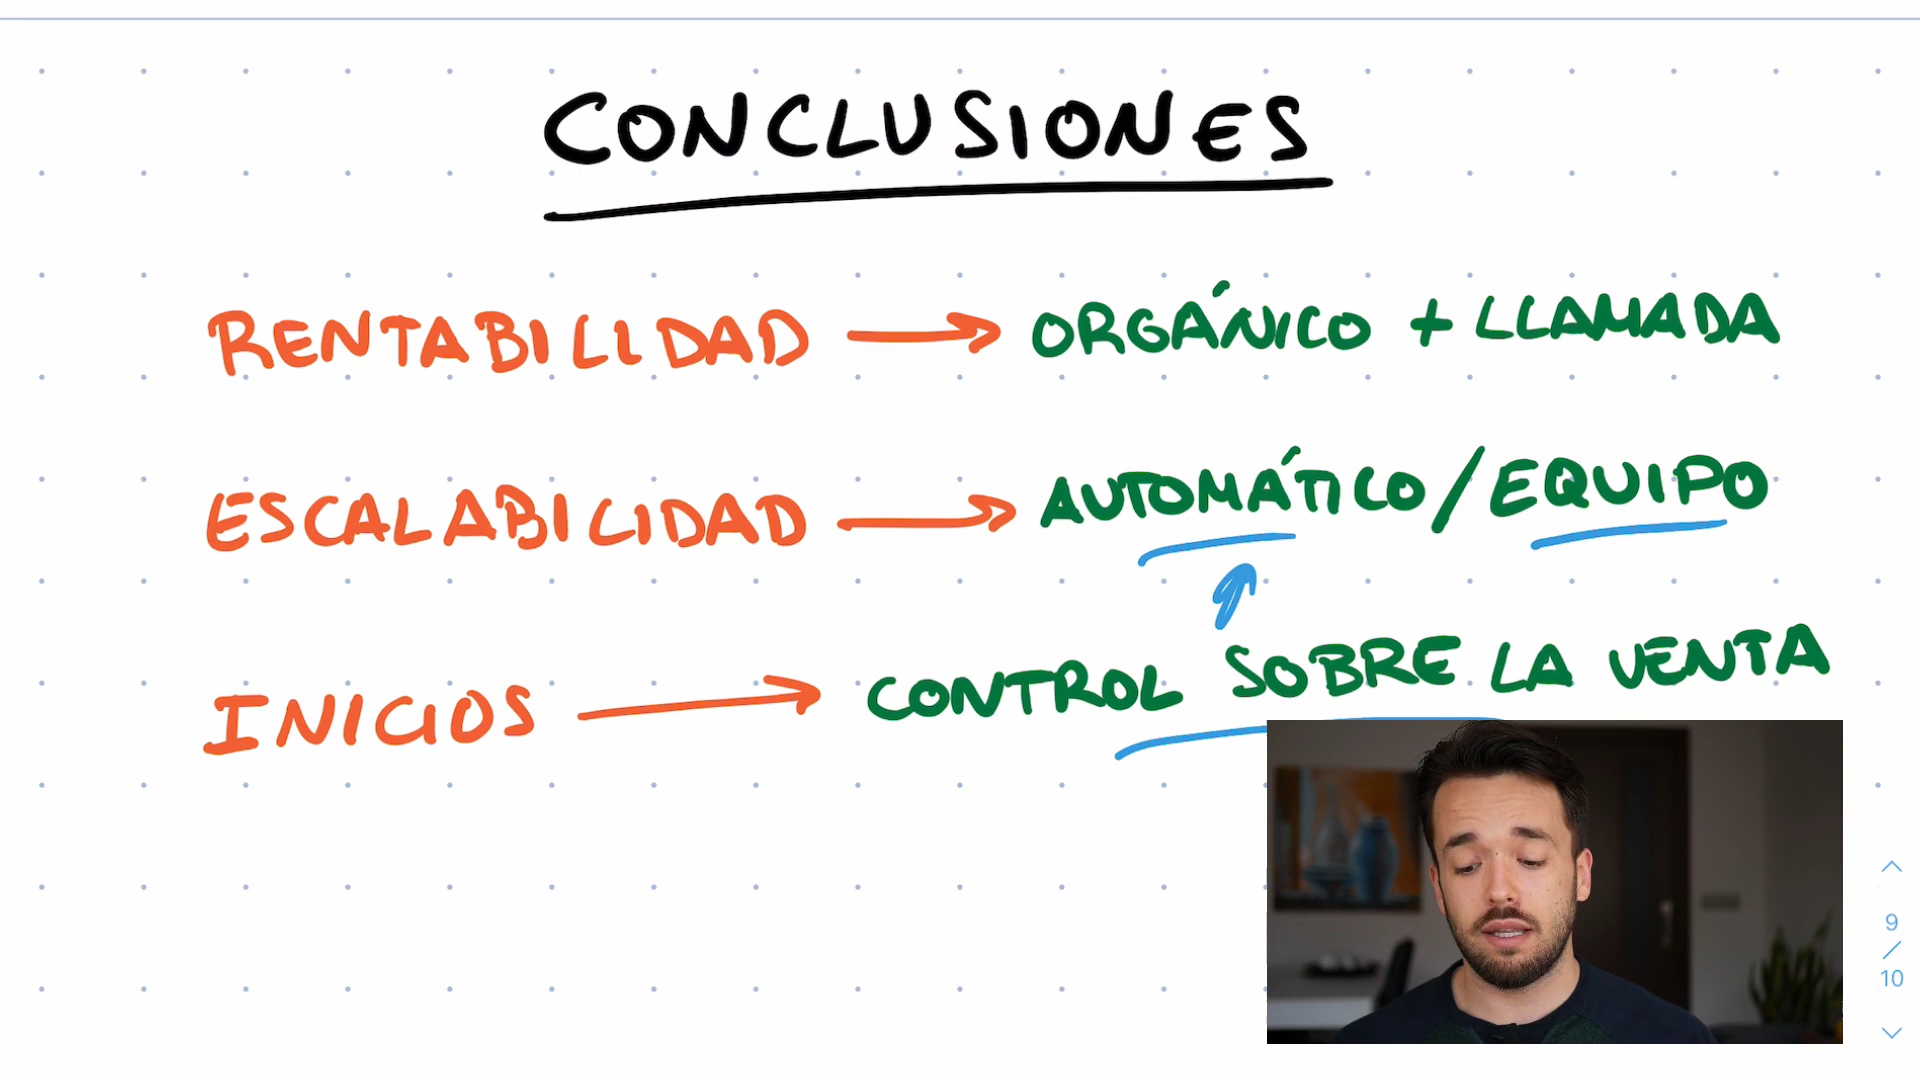 CONCLUSIONES
RENTABILIDAD → ORGÁNICO + LLAMADA
ESCALABILIDAD → AUTOMÁTICO / EQUIPO
INICIOS → CONTROL SOBRE LA VENTA
9
/
10